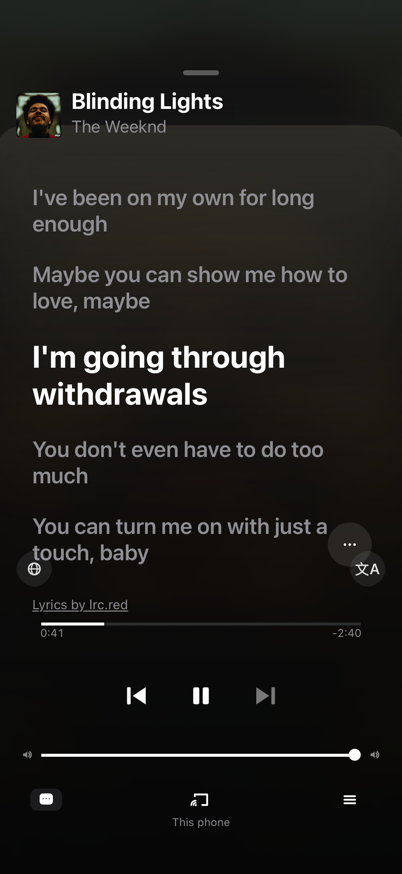 Blinding Lights
The Weeknd
I've been on my own for long
enough
Maybe you can show me how to
love, maybe
I'm going through
withdrawals
You don't even have to do too
much
You can turn me on with just a
touch, baby
文A
Lyrics by lrc.red
0:41
-2:40
This phone